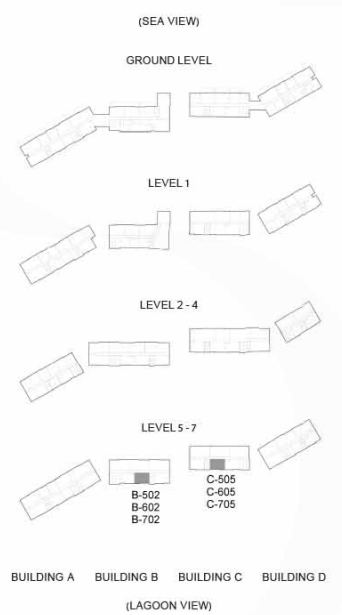 (SEA VIEW)
GROUND LEVEL
LEVEL 1
LEVEL 2 - 4
LEVEL 5 - 7
B-502
B-602
B-702
C-505
C-605
C-705
BUILDING A BUILDING B BUILDING C BUILDING D
(LAGOON VIEW)